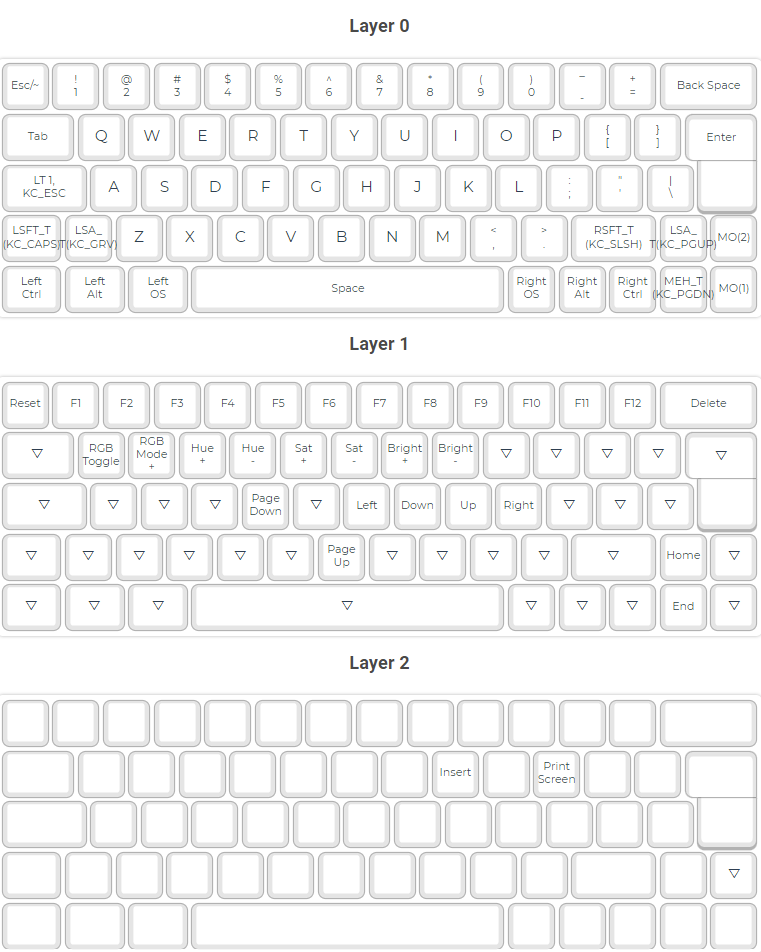 Layer 0
Esc/~ ! @ # $ % ^ & * ( ) _ + Back Space
1 2 3 4 5 6 7 8 9 0 - =
Tab Q W E R T Y U I O P { } Enter
[ ]
LT 1, A S D F G H J K L : " |
KC_ESC ; ' \
LSFT_T LSA_ Z X C V B N M < > RSFT_T LSA_ MO(2)
(KC_CAPS) T(KC_GRV) , . (KC_SLSH) T(KC_PGUP)
Left Left Left Space Right Right Right MEH_T MO(1)
Ctrl Alt OS OS Alt Ctrl (KC_PGDN)
Layer 1
Reset F1 F2 F3 F4 F5 F6 F7 F8 F9 F10 F11 F12 Delete
▽ RGB RGB Hue Hue Sat Sat Bright Bright ▽ ▽ ▽ ▽ ▽
Toggle Mode + - + - + -
+
▽ ▽ ▽ ▽ Page ▽ Left Down Up Right ▽ ▽ ▽
Down
▽ ▽ ▽ ▽ ▽ ▽ Page ▽ ▽ ▽ ▽ ▽ Home ▽
Up
▽ ▽ ▽ ▽ ▽ ▽ ▽ End ▽
Layer 2
Insert Print
Screen
▽